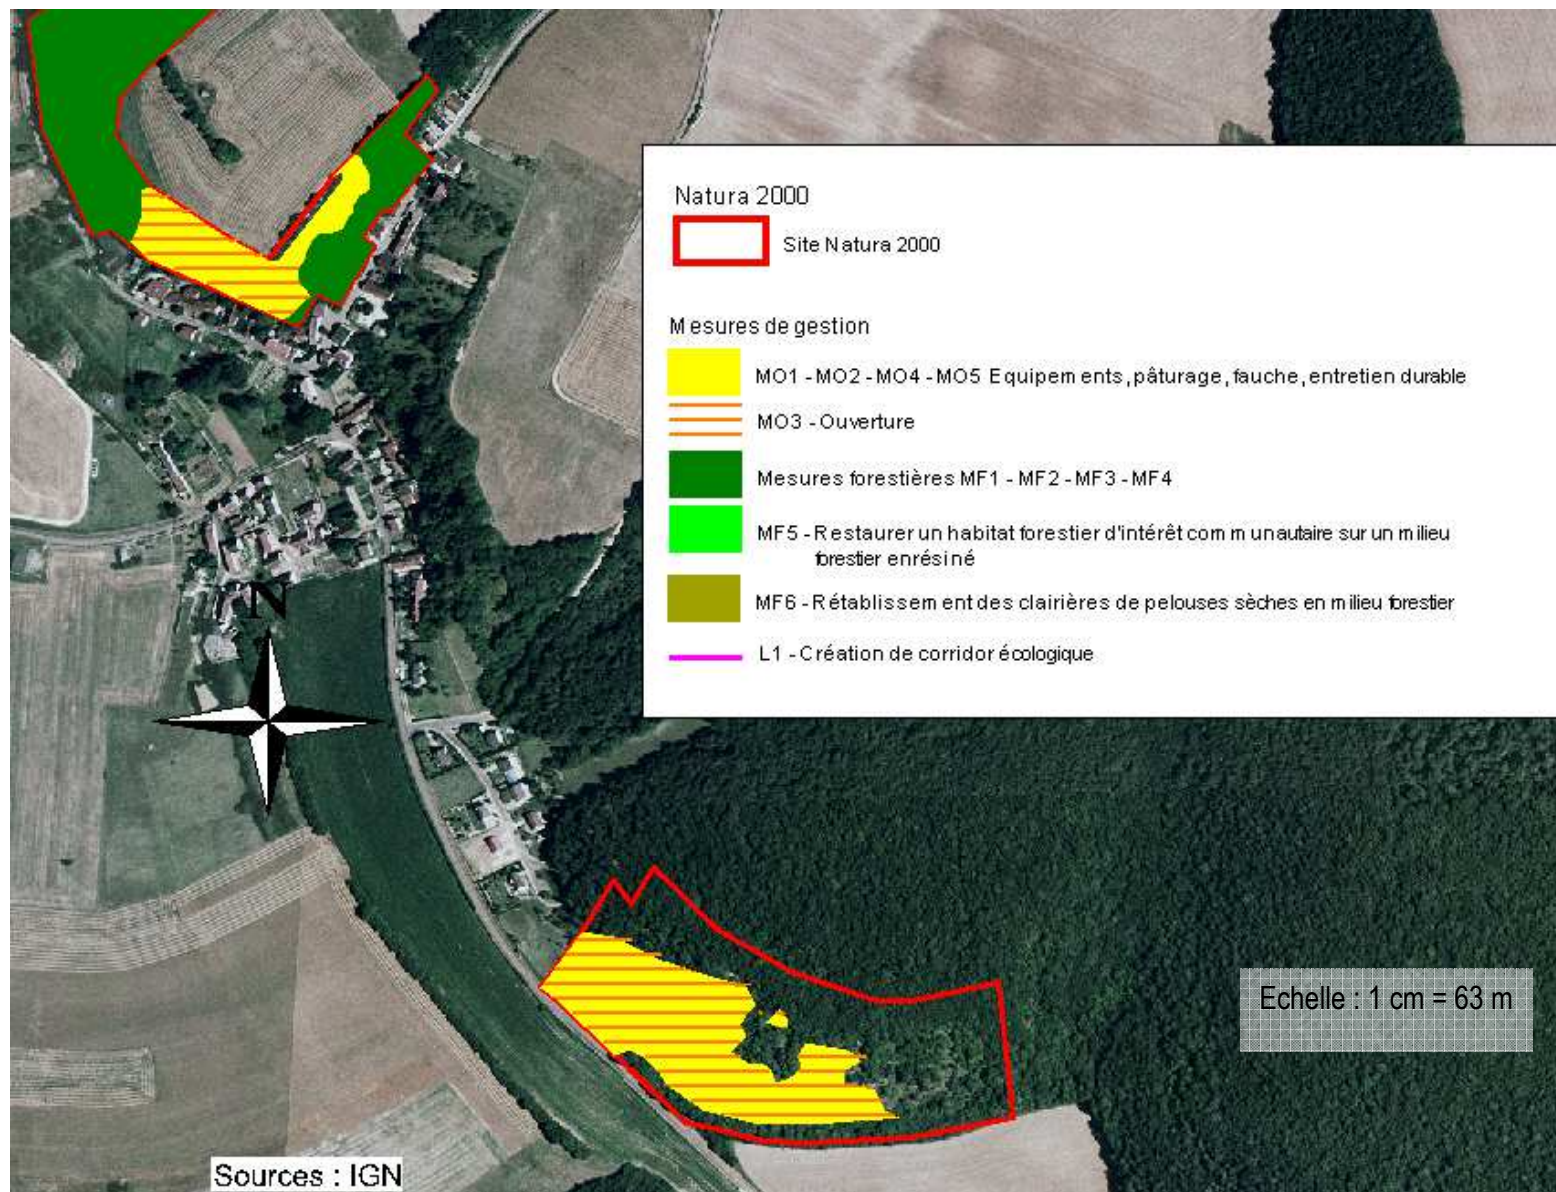 Natura 2000
Site Natura 2000
Mesures de gestion
MO1 - MO2 - MO4 - MO5 Equipements, pâturage, fauche, entretien durable
MO3 - Ouverture
Mesures forestières MF1 - MF2 - MF3 - MF4
MF5 - Restaurer un habitat forestier d'intérêt communautaire sur un milieu
forestier enrésiné
MF6 - Rétablissement des clairières de pelouses sèches en milieu forestier
L1 - Création de corridor écologique
N
Echelle : 1 cm = 63 m
Sources : IGN